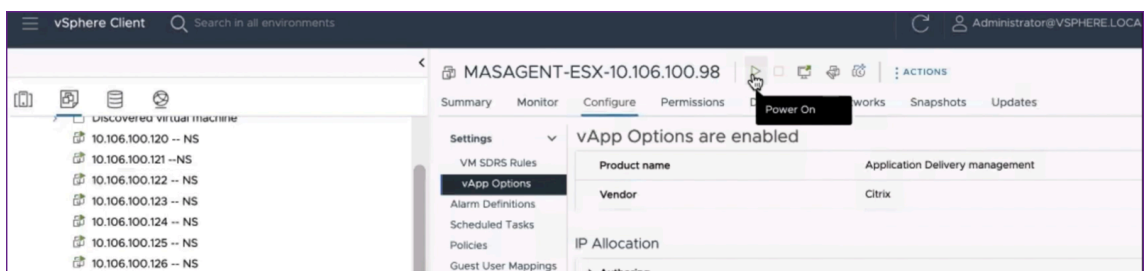 vSphere Client Search in all environments Administrator@VSPHERE.LOCA
MASAGENT-ESX-10.106.100.98 ACTIONS
Power On
Summary Monitor Configure Permissions D works Snapshots Updates
Discovered virtual machine
10.106.100.120 -- NS
10.106.100.121 --NS
10.106.100.122 -- NS
10.106.100.123 -- NS
10.106.100.124 -- NS
10.106.100.125 -- NS
10.106.100.126 -- NS
Settings
VM SDRS Rules
vApp Options
Alarm Definitions
Scheduled Tasks
Policies
Guest User Mappings
vApp Options are enabled
Product name Application Delivery management
Vendor Citrix
IP Allocation